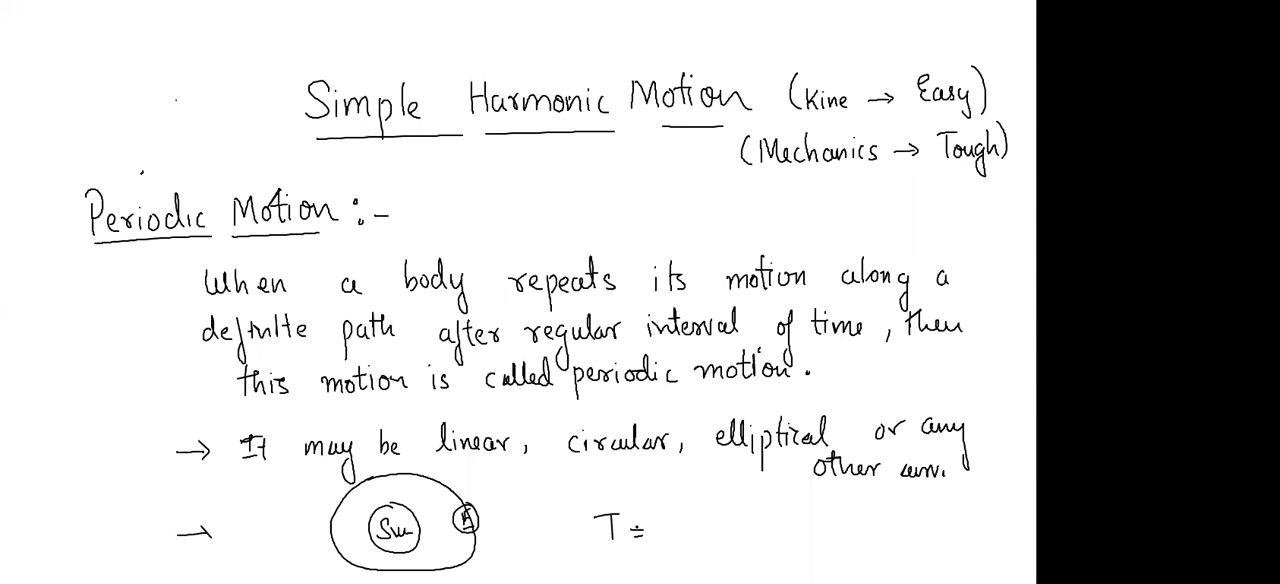 Simple Harmonic Motion (Kine → Easy)
(Mechanics → Tough)
Periodic Motion :-
When a body repeats its motion along a
definite path after regular interval of time, then
this motion is called periodic motion.
→ It may be linear, circular, elliptical or any
other
→ Sun
T =